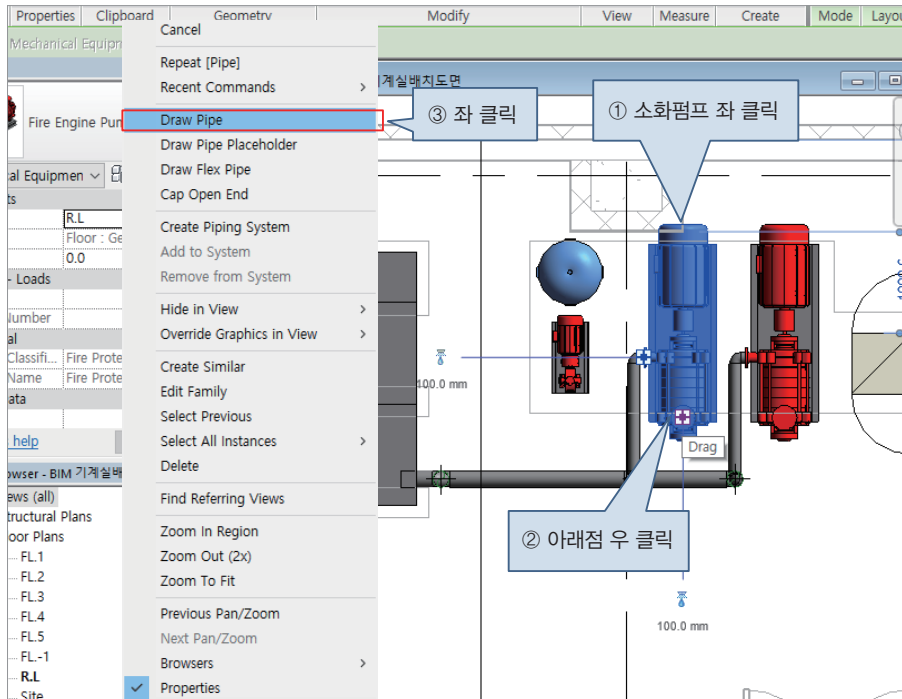 Properties Clipboard Geometry Modify View Measure Create Mode Layou
Mechanical Equipn
기계실배치도면
Fire Engine Pun
al Equipmen
ts
R.L
Floor : Ge
0.0
- Loads
Number
al
Classifi... Fire Prote
Name Fire Prote
ata
help
owser - BIM 기계실배
ews (all)
tructural Plans
oor Plans
FL.1
FL.2
FL.3
FL.4
FL.5
FL.-1
R.L
Site
Cancel
Repeat [Pipe]
Recent Commands
Draw Pipe
Draw Pipe Placeholder
Draw Flex Pipe
Cap Open End
Create Piping System
Add to System
Remove from System
Hide in View
Override Graphics in View
Create Similar
Edit Family
Select Previous
Select All Instances
Delete
Find Referring Views
Zoom In Region
Zoom Out (2x)
Zoom To Fit
Previous Pan/Zoom
Next Pan/Zoom
Browsers
Properties
③ 좌 클릭
① 소화펌프 좌 클릭
100.0 mm
Drag
② 아래점 우 클릭
100.0 mm